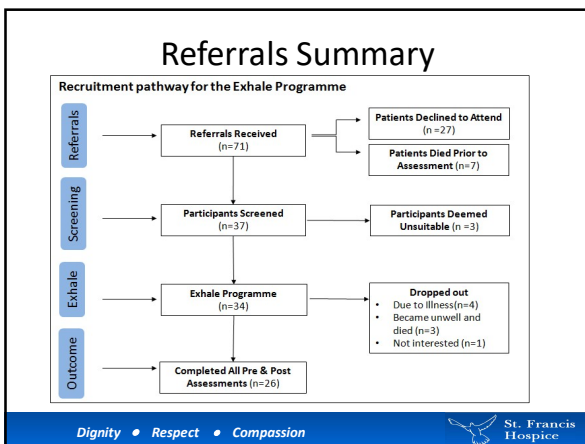 Referrals Summary
Recruitment pathway for the Exhale Programme
Referrals
Referrals Received
(n=71)
Patients Declined to Attend
(n =27)
Patients Died Prior to
Assessment (n=7)
Screening
Participants Screened
(n=37)
Participants Deemed
Unsuitable (n =3)
Exhale
Exhale Programme
(n=34)
Dropped out
• Due to Illness(n=4)
• Became unwell and
died (n=3)
• Not interested (n=1)
Outcome
Completed All Pre & Post
Assessments (n=26)
Dignity • Respect • Compassion
St. Francis
Hospice